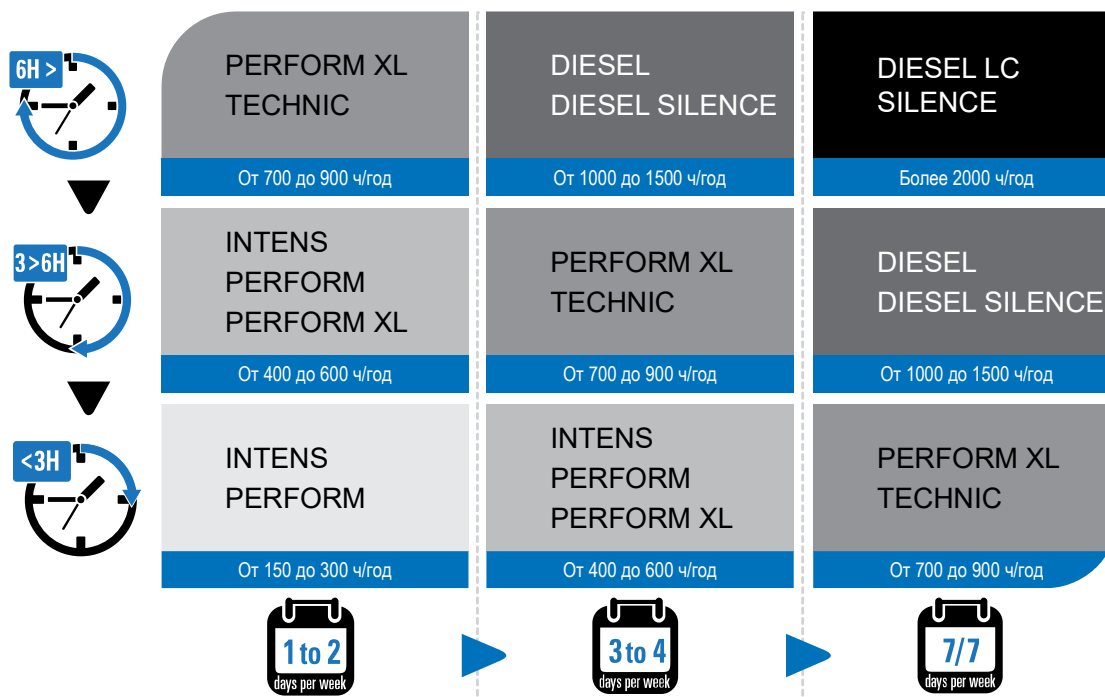 6H >
PERFORM XL
TECHNIC
От 700 до 900 ч/год
DIESEL
DIESEL SILENCE
От 1000 до 1500 ч/год
DIESEL LC
SILENCE
Более 2000 ч/год
3>6H
INTENS
PERFORM
PERFORM XL
От 400 до 600 ч/год
PERFORM XL
TECHNIC
От 700 до 900 ч/год
DIESEL
DIESEL SILENCE
От 1000 до 1500 ч/год
<3H
INTENS
PERFORM
От 150 до 300 ч/год
INTENS
PERFORM
PERFORM XL
От 400 до 600 ч/год
PERFORM XL
TECHNIC
От 700 до 900 ч/год
1 to 2
days per week
3 to 4
days per week
7/7
days per week